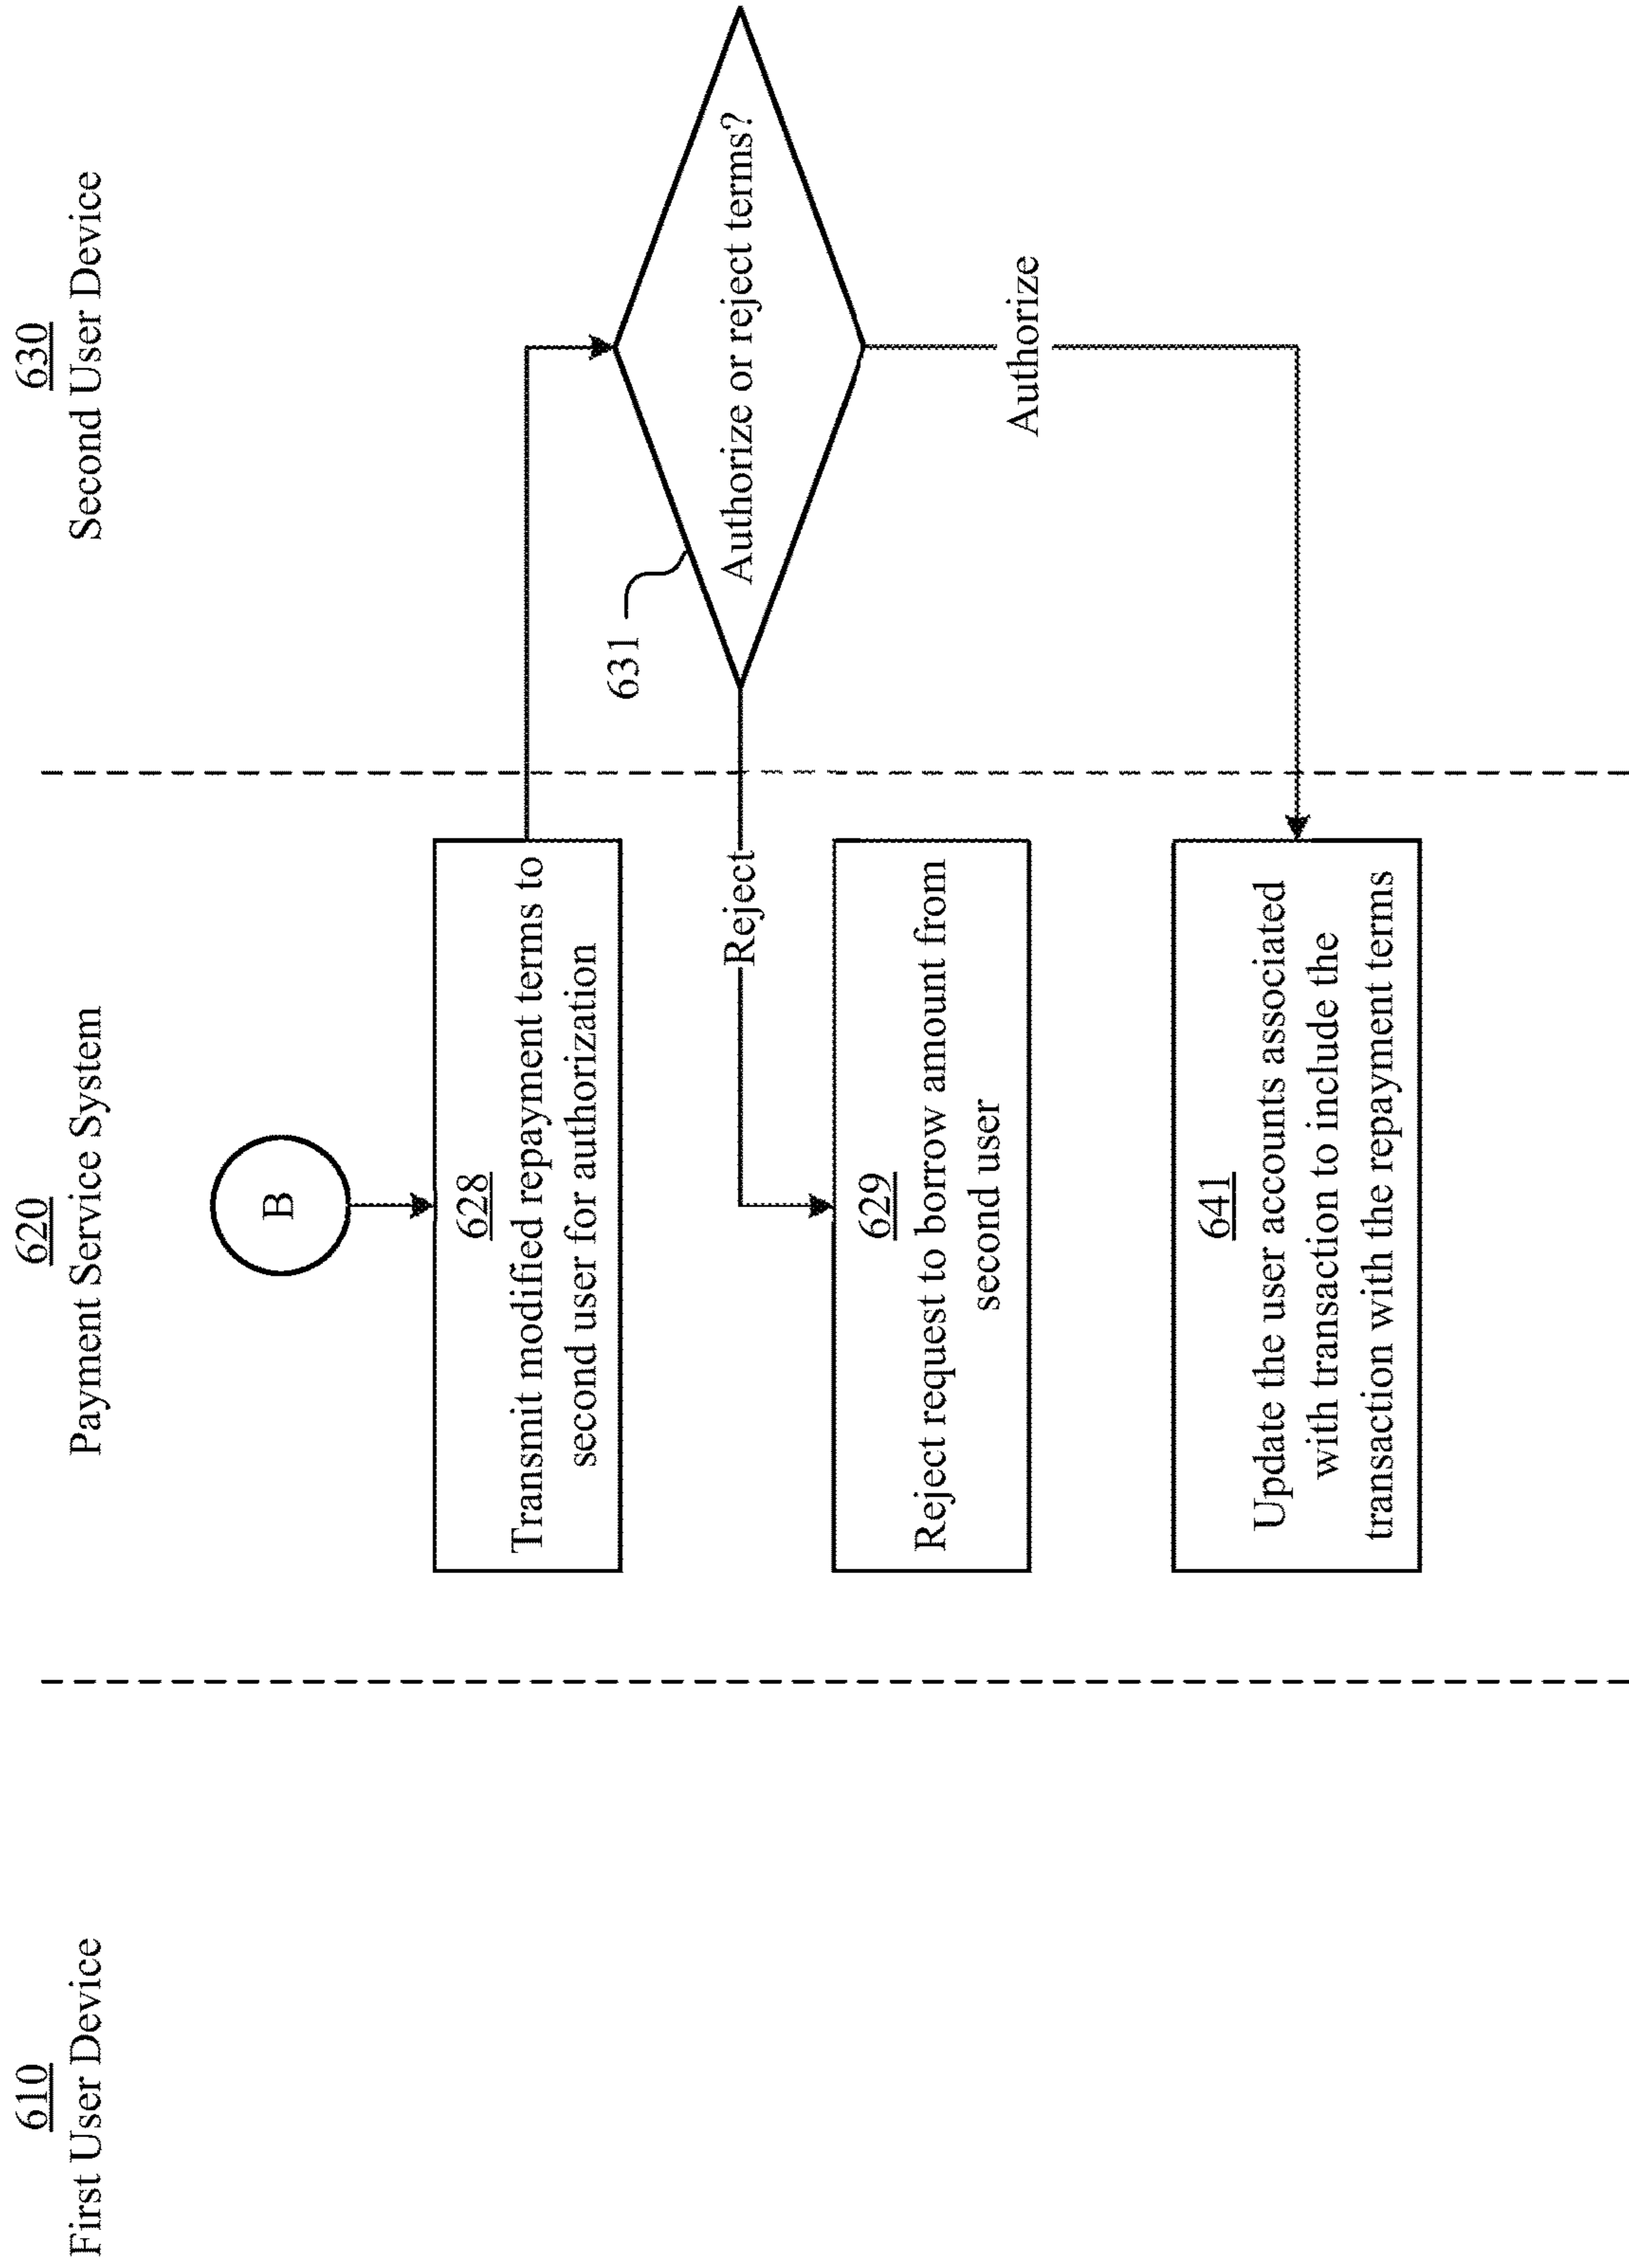 610
First User Device
620
Payment Service System
630
Second User Device
B
628
Transmit modified repayment terms to
second user for authorization
631
Authorize or reject terms?
Reject
629
Reject request to borrow amount from
second user
Authorize
641
Update the user accounts associated
with transaction to include the
transaction with the repayment terms